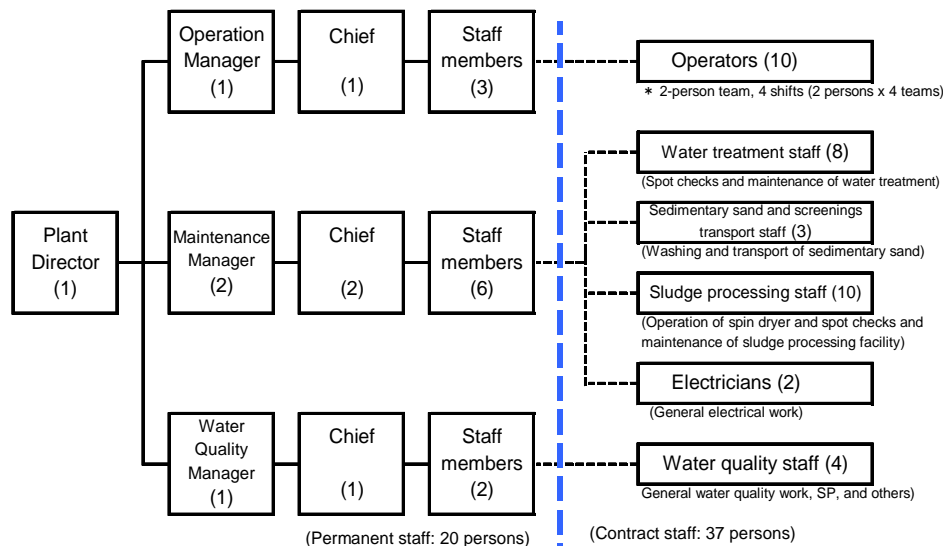 Operation
Manager
(1)
Chief
(1)
Staff
members
(3)
Operators (10)
* 2-person team, 4 shifts (2 persons x 4 teams)
Water treatment staff (8)
(Spot checks and maintenance of water treatment)
Sedimentary sand and screenings
transport staff (3)
(Washing and transport of sedimentary sand)
Plant
Director
(1)
Maintenance
Manager
(2)
Chief
(2)
Staff
members
(6)
Sludge processing staff (10)
(Operation of spin dryer and spot checks and
maintenance of sludge processing facility)
Electricians (2)
(General electrical work)
Water
Quality
Manager
(1)
Chief
(1)
Staff
members
(2)
Water quality staff (4)
General water quality work, SP, and others)
(Permanent staff: 20 persons)
(Contract staff: 37 persons)